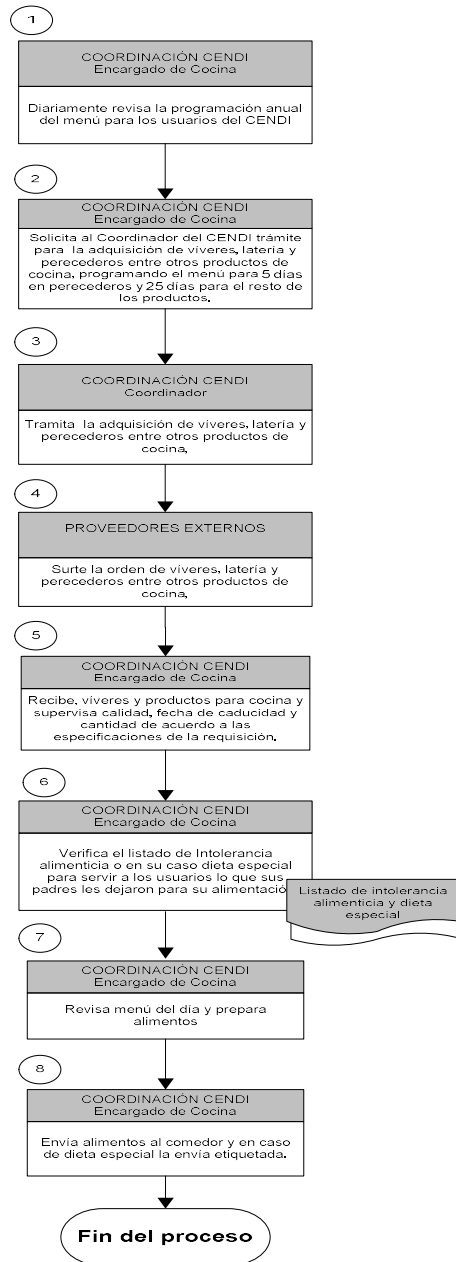 1
COORDINACIÓN CENDI
Encargado de Cocina
Diariamente revisa la programación anual
del menú para los usuarios del CENDI
2
COORDINACIÓN CENDI
Encargado de Cocina
Solicita al Coordinador del CENDI trámite
para la adquisición de víveres, latería y
perecederos entre otros productos de
cocina, programando el menú para 5 días
en perecederos y 25 días para el resto de
los productos.
3
COORDINACIÓN CENDI
Coordinador
Tramita la adquisición de víveres, latería y
perecederos entre otros productos de
cocina,
4
PROVEEDORES EXTERNOS
Surte la orden de víveres, latería y
perecederos entre otros productos de
cocina,
5
COORDINACIÓN CENDI
Encargado de Cocina
Recibe, víveres y productos para cocina y
supervisa calidad, fecha de caducidad y
cantidad de acuerdo a las
especificaciones de la requisición.
6
COORDINACIÓN CENDI
Encargado de Cocina
Verifica el listado de Intolerancia
alimenticia o en su caso dieta especial
para servir a los usuarios lo que sus
padres les dejaron para su alimentació
Listado de intolerancia
alimenticia y dieta
especial
7
COORDINACIÓN CENDI
Encargado de Cocina
Revisa menú del día y prepara
alimentos
8
COORDINACIÓN CENDI
Encargado de Cocina
Envía alimentos al comedor y en caso
de dieta especial la envía etiquetada.
Fin del proceso